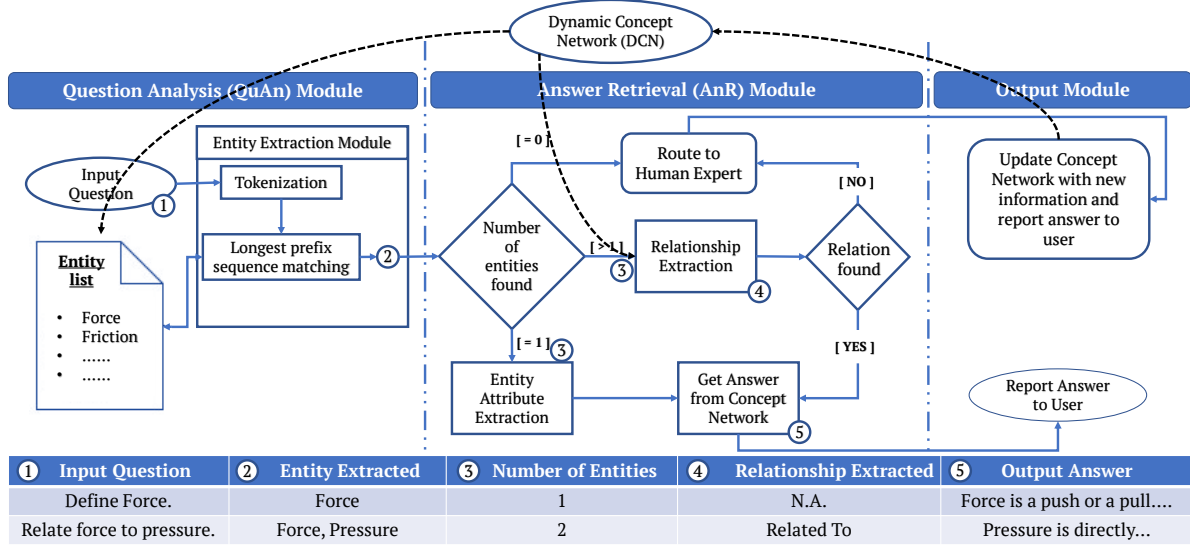 Dynamic Concept
Network (DCN)
Question Analysis (QuAn) Module
Answer Retrieval (AnR) Module
Output Module
Input
Question
1
Entity Extraction Module
Tokenization
Longest prefix
sequence matching
2
Entity
list
• Force
• Friction
• ......
• ......
Number
of
entities
found
[ = 0 ]
[ > 1 ]
3
[ = 1 ]
3
Route to
Human Expert
Relationship
Extraction
4
Relation
found
[ NO ]
[ YES ]
Entity
Attribute
Extraction
Get Answer
from Concept
Network
5
Update Concept
Network with new
information and
report answer to
user
Report Answer
to User
1 Input Question 2 Entity Extracted 3 Number of Entities 4 Relationship Extracted 5 Output Answer
Define Force. Force 1 N.A. Force is a push or a pull....
Relate force to pressure. Force, Pressure 2 Related To Pressure is directly...